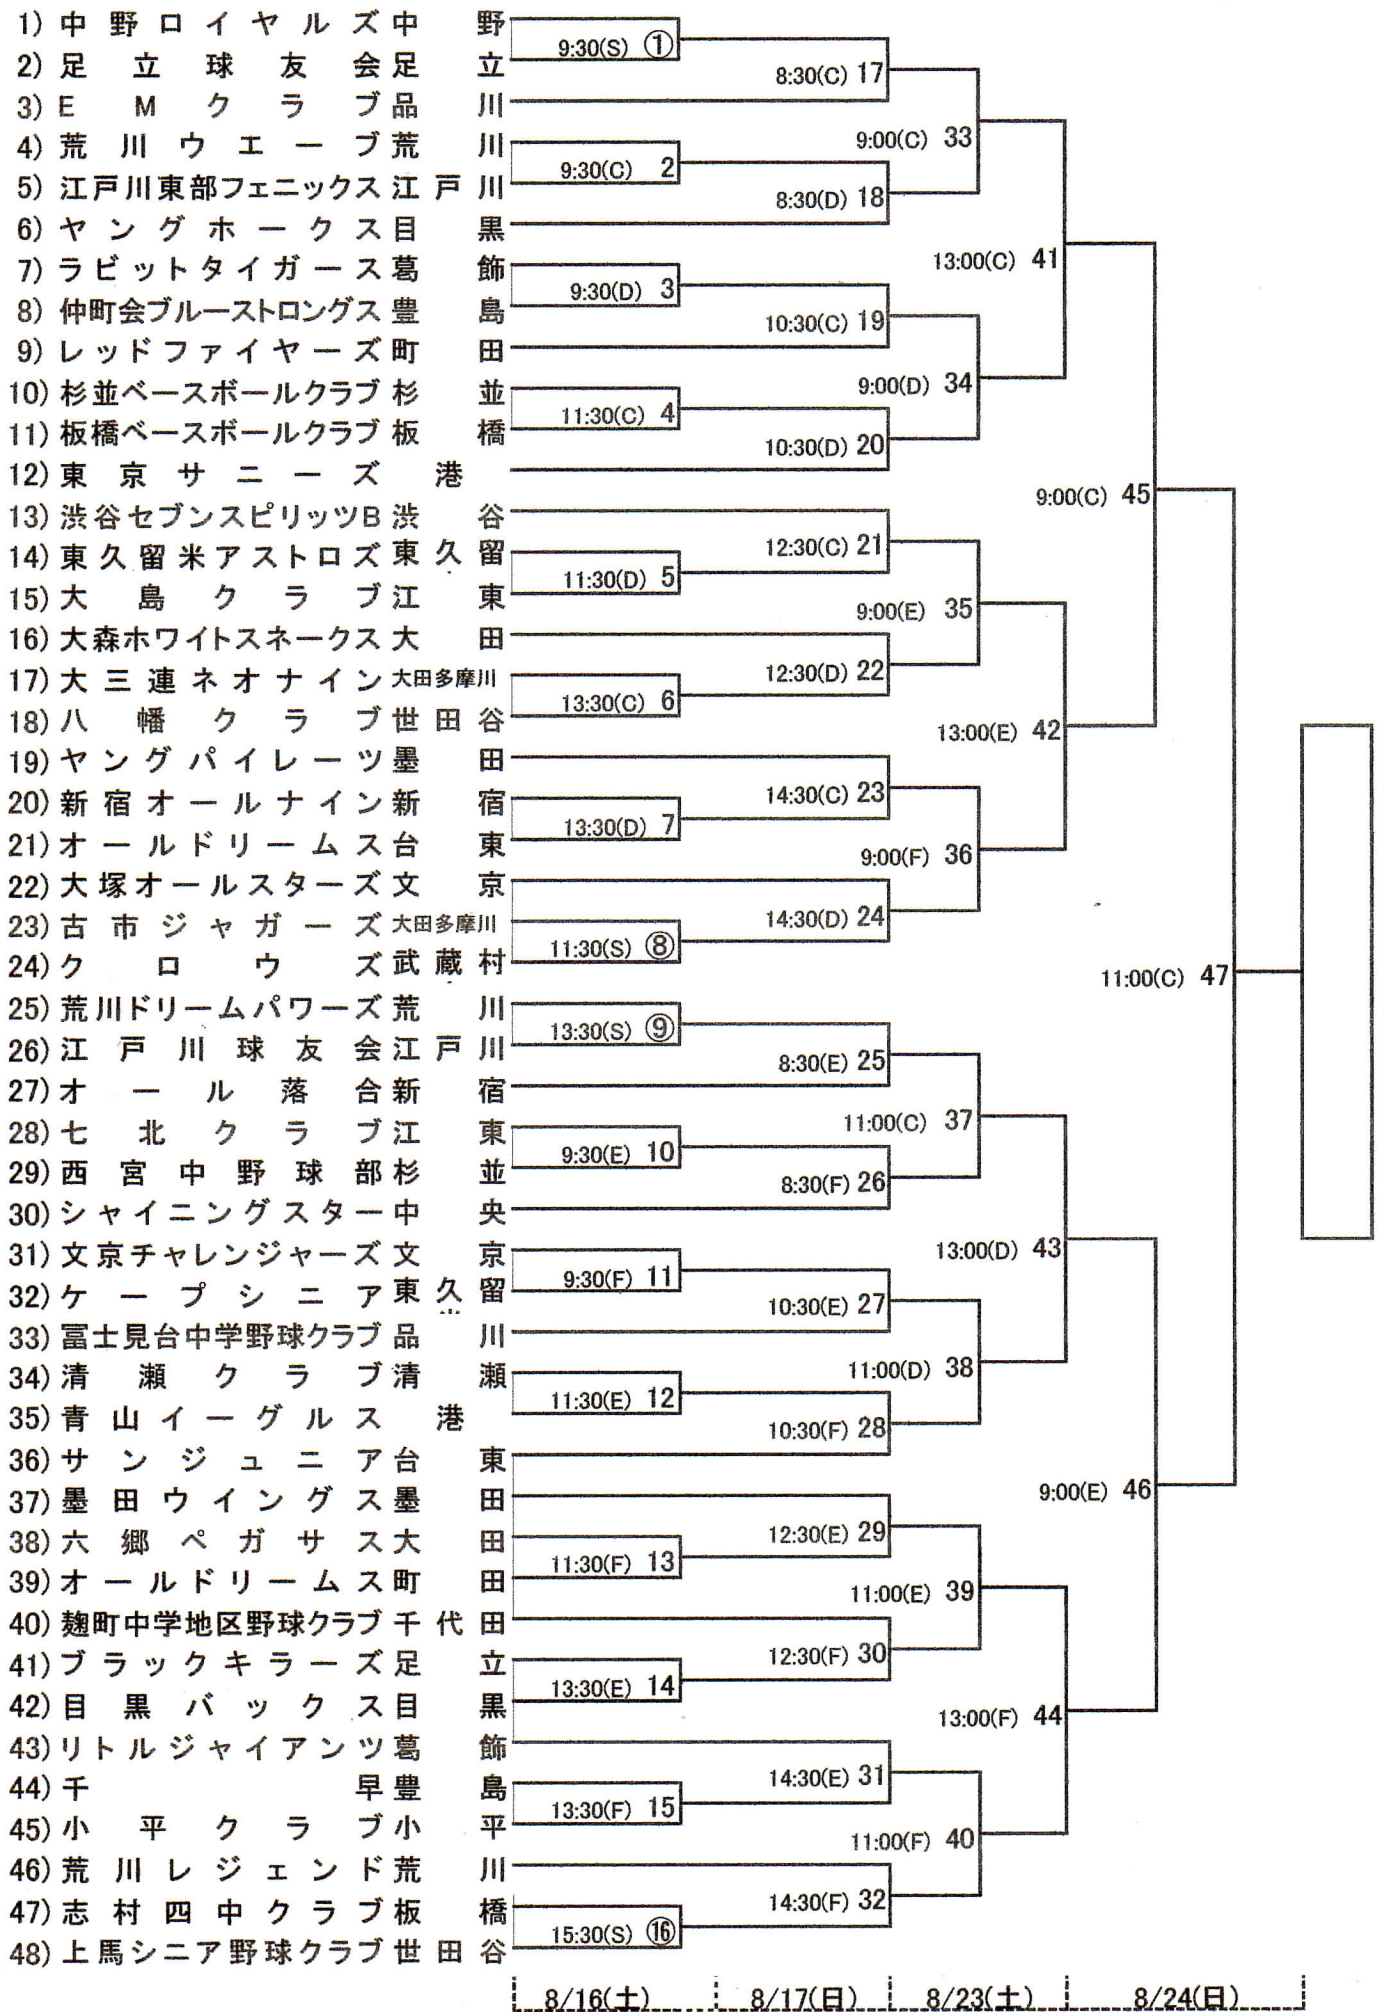 1) 中野ロイヤルズ 中野
9:30(S) ①
2) 足立球友会 足立
8:30(C) 17
3) EMクラブ 品川
9:00(C) 33
4) 荒川ウエーブ 荒川
9:30(C) 2
5) 江戸川東部フェニックス 江戸川
8:30(D) 18
6) ヤングホークス 目黒
13:00(C) 41
7) ラビットタイガース 葛飾
9:30(D) 3
8) 仲町会ブルーストロングス 豊島
10:30(C) 19
9) レッドファイヤーズ 町田
9:00(D) 34
10) 杉並ベースボールクラブ 杉並
11:30(C) 4
11) 板橋ベースボールクラブ 板橋
10:30(D) 20
12) 東京サニーズ 港
9:00(C) 45
13) 渋谷セブンスピリッツB 渋谷
12:30(C) 21
14) 東久留米アストロズ 東久留
11:30(D) 5
15) 大島クラブ 江東
9:00(E) 35
16) 大森ホワイトスネークス 大田
12:30(D) 22
17) 大三連ネオナイン 大田多摩川
13:30(C) 6
18) 八幡クラブ 世田谷
13:00(E) 42
19) ヤングパイレーツ 墨田
14:30(C) 23
20) 新宿オールナイン 新宿
13:30(D) 7
21) オールドリームス 台東
9:00(F) 36
22) 大塚オールスターズ 文京
14:30(D) 24
23) 古市ジャガーズ 大田多摩川
11:30(S) ⑧
24) クロウズ 武蔵村
11:00(C) 47
25) 荒川ドリームパワーズ 荒川
13:30(S) ⑨
26) 江戸川球友会 江戸川
8:30(E) 25
27) オール落合 新宿
11:00(C) 37
28) 七北クラブ 江東
9:30(E) 10
29) 西宮中野球部 杉並
8:30(F) 26
30) シャイニングスター 中央
13:00(D) 43
31) 文京チャレンジャーズ 文京
9:30(F) 11
32) ケープシニア 東久留
10:30(E) 27
33) 冨士見台中学野球クラブ 品川
11:00(D) 38
34) 清瀬クラブ 清瀬
11:30(E) 12
35) 青山イーグルス 港
10:30(F) 28
36) サンジュニア 台東
9:00(E) 46
37) 墨田ウイングス 墨田
12:30(E) 29
38) 六郷ペガサス 大田
11:30(F) 13
39) オールドリームス 町田
11:00(E) 39
40) 麹町中学地区野球クラブ 千代田
12:30(F) 30
41) ブラックキラーズ 足立
13:30(E) 14
42) 目黒バックス 目黒
13:00(F) 44
43) リトルジャイアンツ 葛飾
14:30(E) 31
44) 千早 豊島
13:30(F) 15
45) 小平クラブ 小平
11:00(F) 40
46) 荒川レジェンド 荒川
14:30(F) 32
47) 志村四中クラブ 板橋
15:30(S) ⑯
48) 上馬シニア野球クラブ 世田谷
8/16(土) 8/17(日) 8/23(土) 8/24(日)